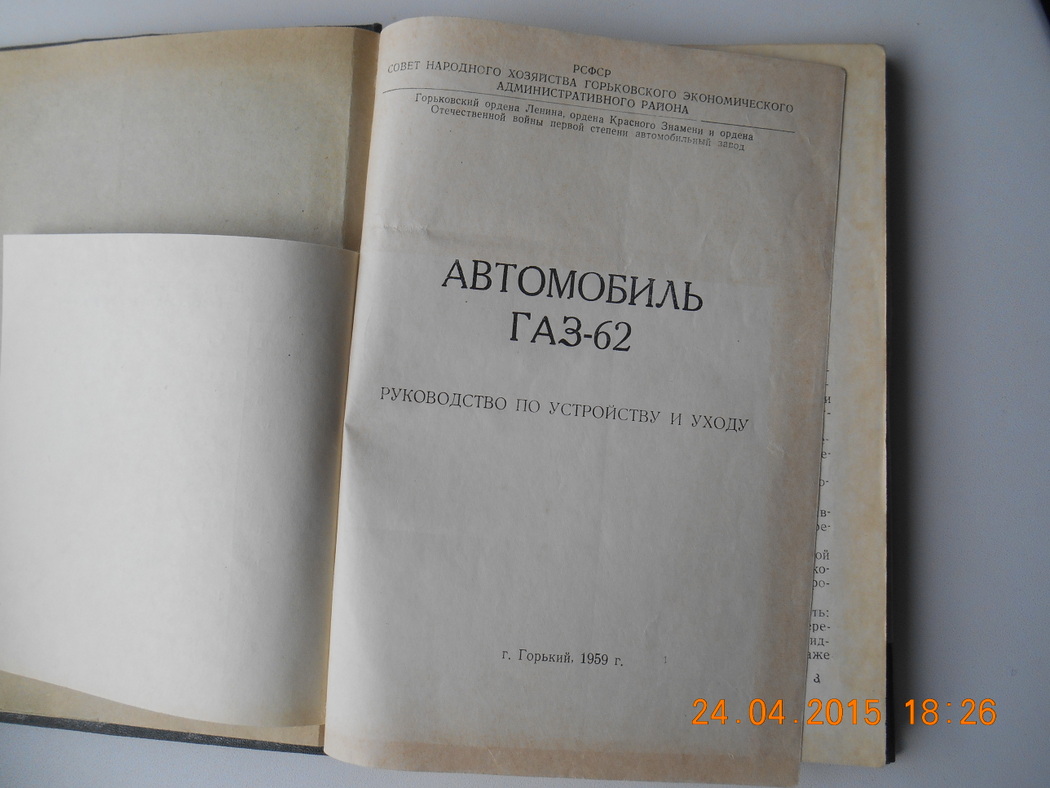 РСФСР
СОВЕТ НАРОДНОГО ХОЗЯЙСТВА ГОРЬКОВСКОГО ЭКОНОМИЧЕСКОГО
АДМИНИСТРАТИВНОГО РАЙОНА
Горьковский ордена Ленина, ордена Красного Знамени и ордена
Отечественной войны первой степени автомобильный завод
АВТОМОБИЛЬ
ГАЗ-62
РУКОВОДСТВО ПО УСТРОЙСТВУ И УХОДУ
г. Горький, 1959 г.
24.04.2015 18:26